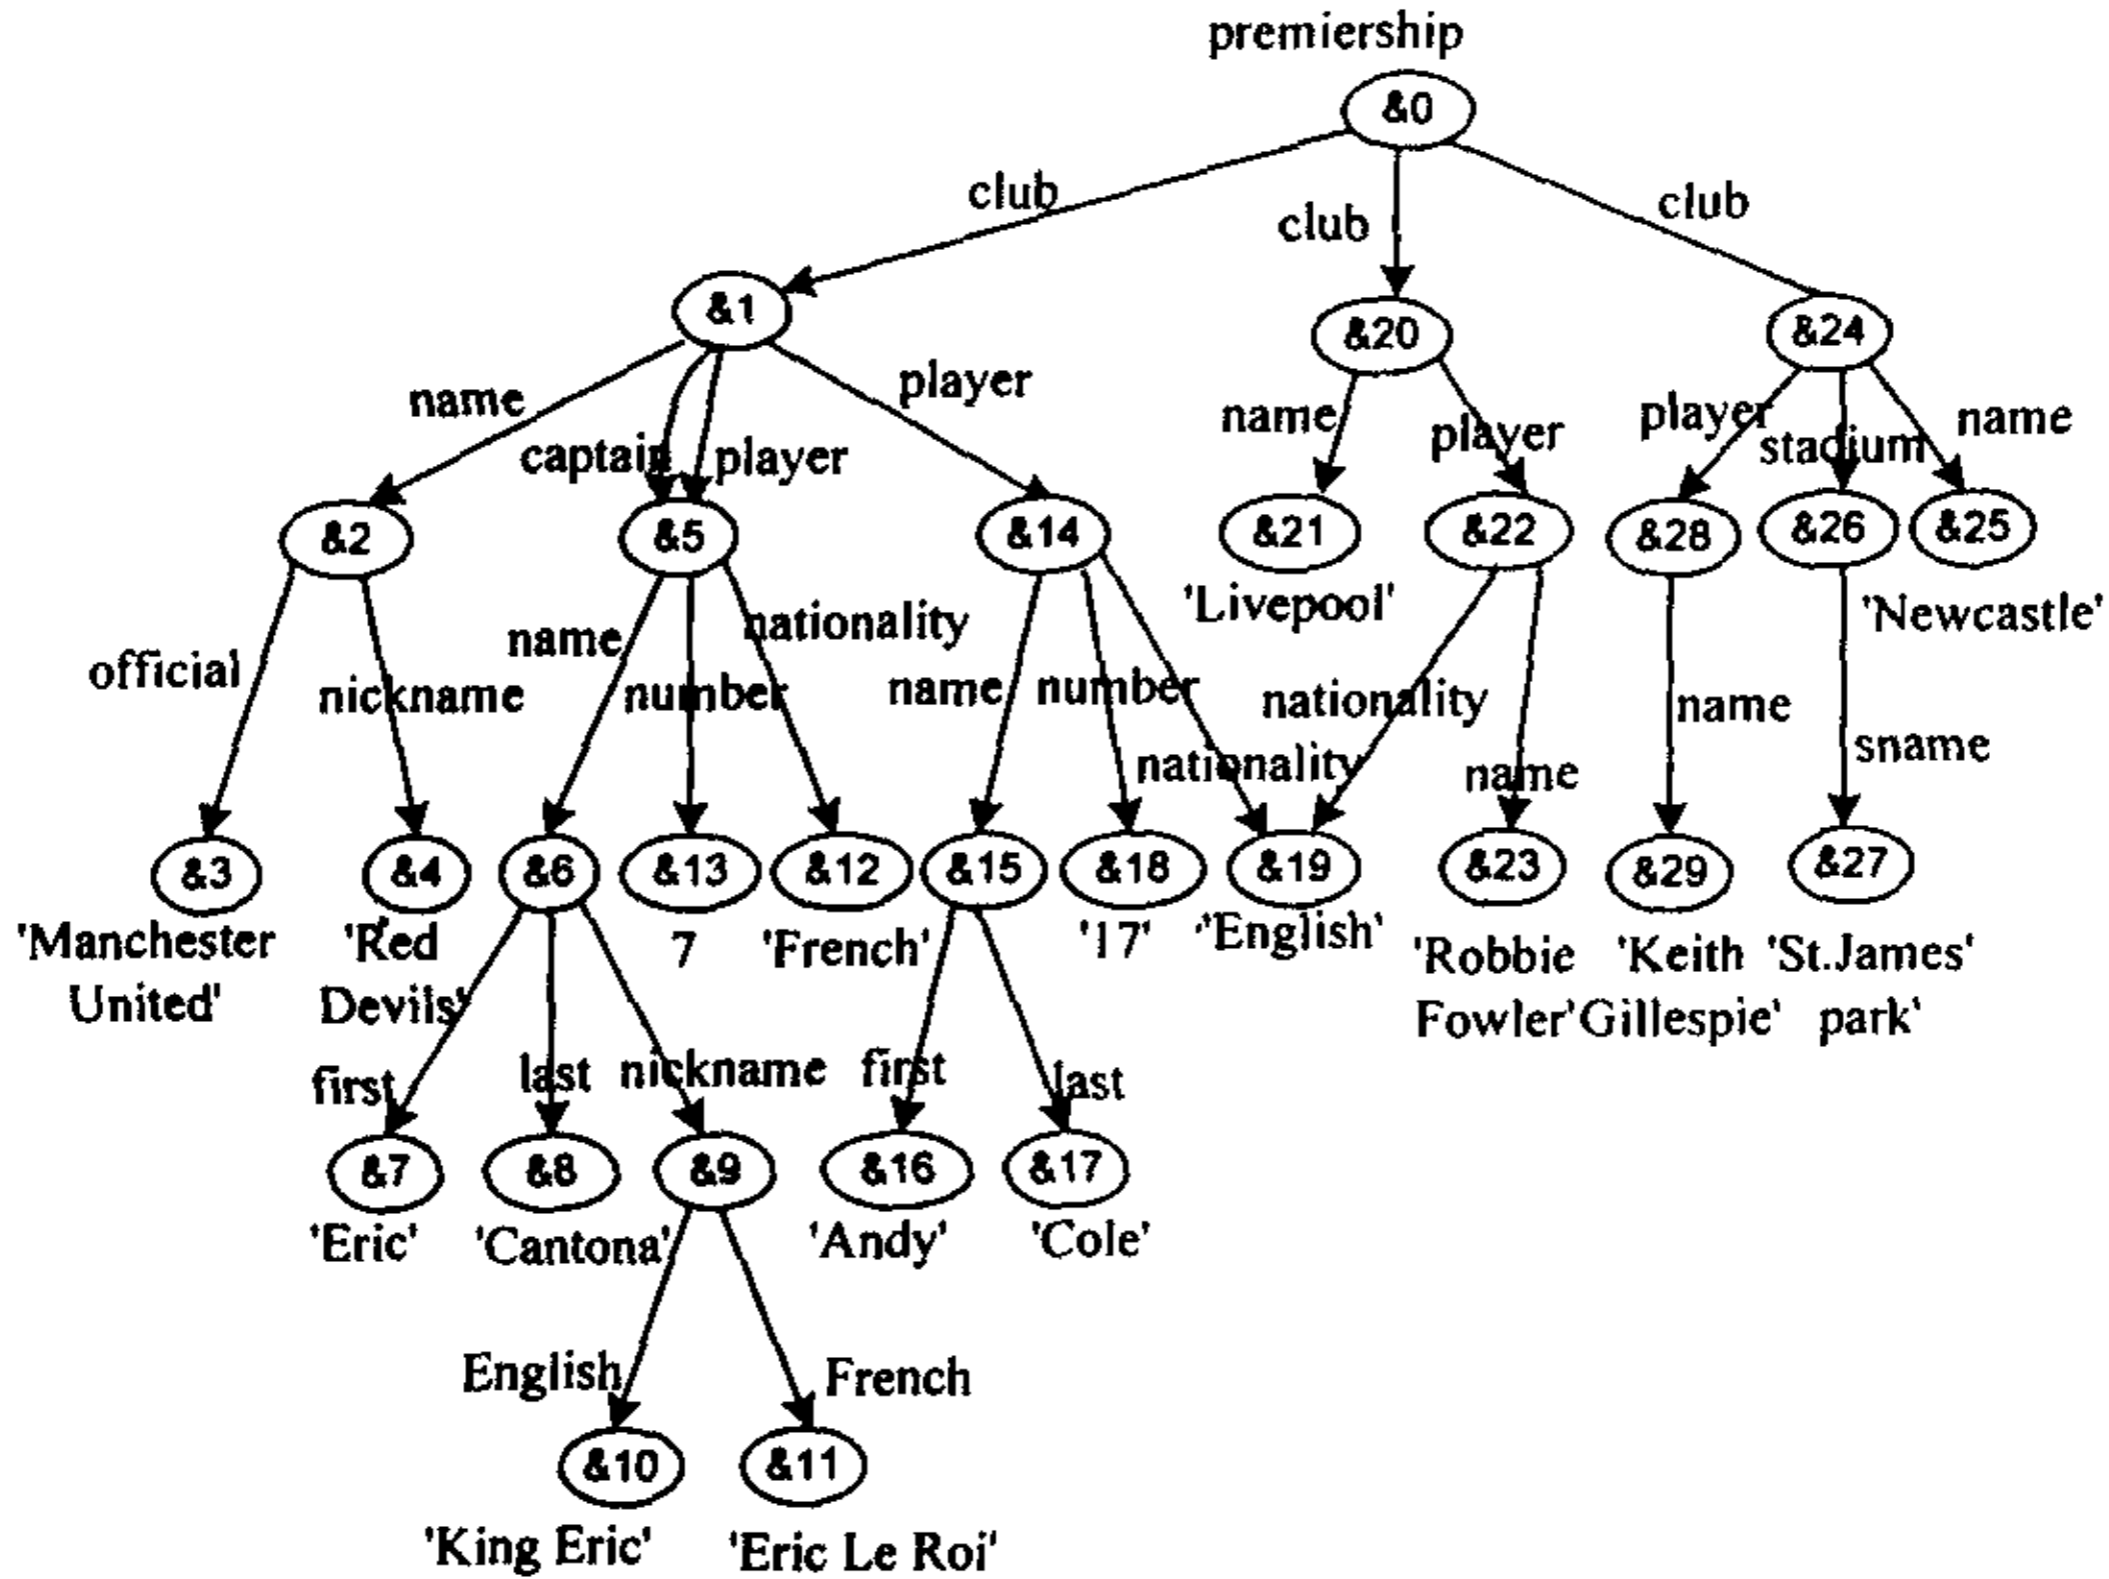 premiership
&0
club
club
club
&1
&20
&24
name
captain
player
player
name
player
player
stadium
name
&2
&5
&14
&21
&22
&28
&26
&25
'Livepool'
'Newcastle'
official
nickname
name
number
nationality
name
number
nationality
nationality
name
name
sname
&3
&4
&6
&13
&12
&15
&18
&19
&23
&29
&27
'Manchester
United'
'Red
Devils'
7
'French'
'17'
'English'
'Robbie
Fowler'
'Keith
Gillespie'
'St.James'
park'
first
last
nickname
first
last
&7
&8
&9
&16
&17
'Eric'
'Cantona'
'Andy'
'Cole'
English
French
&10
&11
'King Eric'
'Eric Le Roi'